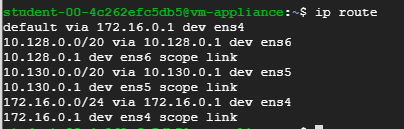 student-00-4c262efc5db5@vm-appliance:~$ ip route
default via 172.16.0.1 dev ens4
10.128.0.0/20 via 10.128.0.1 dev ens6
10.128.0.1 dev ens6 scope link
10.130.0.0/20 via 10.130.0.1 dev ens5
10.130.0.1 dev ens5 scope link
172.16.0.0/24 via 172.16.0.1 dev ens4
172.16.0.1 dev ens4 scope link